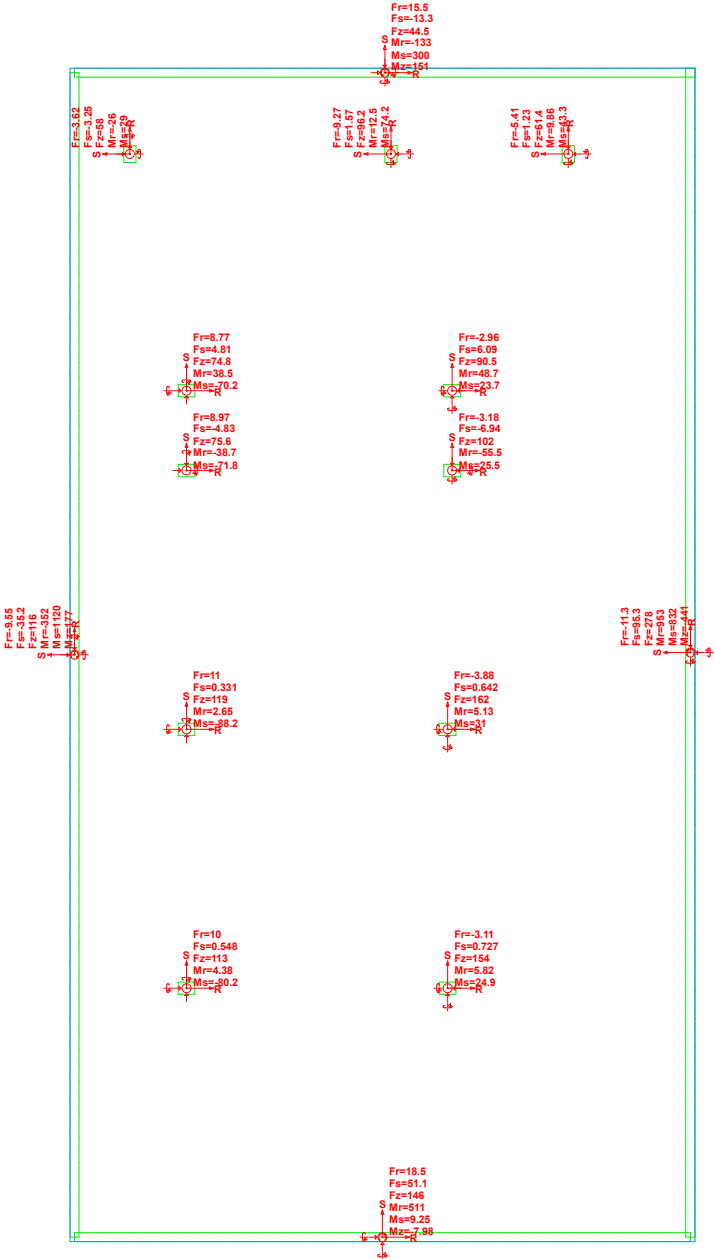 Fr=15.5
Fs=-13.3
Fz=44.5
Mr=-133
Ms=300
Mz=151
S
R
Fr=-3.62
Fs=-3.25
Fz=58
Mr=-26
Ms=29
R
S
Fr=-9.27
Fs=1.57
Fz=96.2
Mr=12.5
Ms=74.2
R
S
Fr=-5.41
Fs=1.23
Fz=61.4
Mr=9.86
Ms=43.3
R
S
Fr=8.77
Fs=4.81
Fz=74.8
Mr=38.5
Ms=-70.2
S
R
Fr=-2.96
Fs=6.09
Fz=90.5
Mr=48.7
Ms=23.7
S
R
Fr=8.97
Fs=-4.83
Fz=75.6
Mr=-38.7
Ms=-71.8
S
R
Fr=-3.18
Fs=-6.94
Fz=102
Mr=-55.5
Ms=25.5
S
R
Fr=-9.55
Fs=-35.2
Fz=116
Mr=-352
Ms=1120
Mz=177
R
S
Fr=-11.3
Fs=95.3
Fz=278
Mr=953
Ms=832
Mz=-441
R
S
Fr=11
Fs=0.331
Fz=119
Mr=2.65
Ms=-88.2
S
R
Fr=-3.88
Fs=0.642
Fz=162
Mr=5.13
Ms=31
S
R
Fr=10
Fs=0.548
Fz=113
Mr=4.38
Ms=-80.2
S
R
Fr=-3.11
Fs=0.727
Fz=154
Mr=5.82
Ms=24.9
S
R
Fr=18.5
Fs=51.1
Fz=146
Mr=511
Ms=9.25
Mz=-7.98
S
R